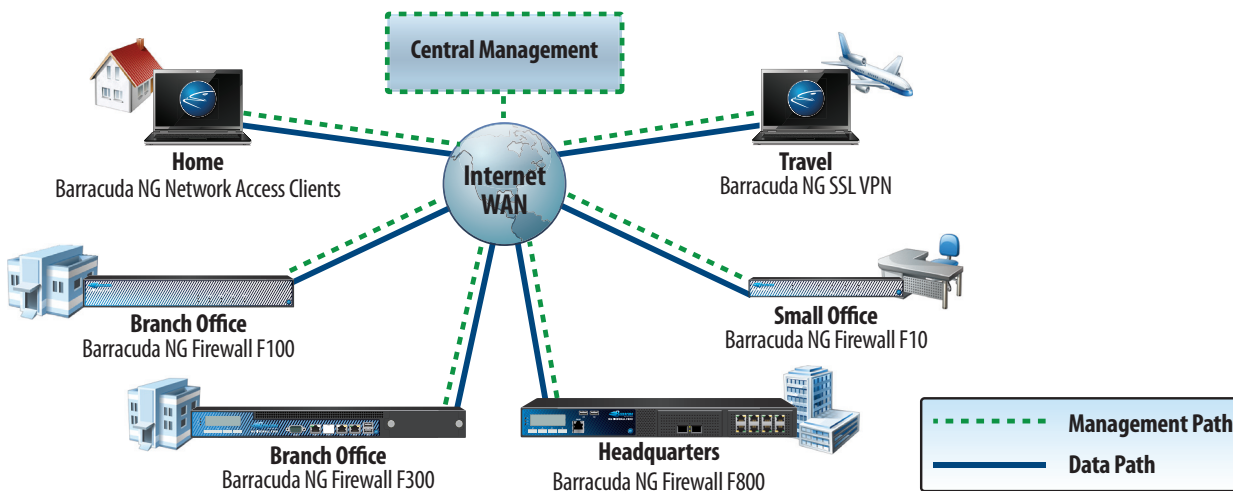 Central Management
Home
Barracuda NG Network Access Clients
Internet
WAN
Travel
Barracuda NG SSL VPN
Branch Office
Barracuda NG Firewall F100
Small Office
Barracuda NG Firewall F10
Branch Office
Barracuda NG Firewall F300
Headquarters
Barracuda NG Firewall F800
Management Path
Data Path